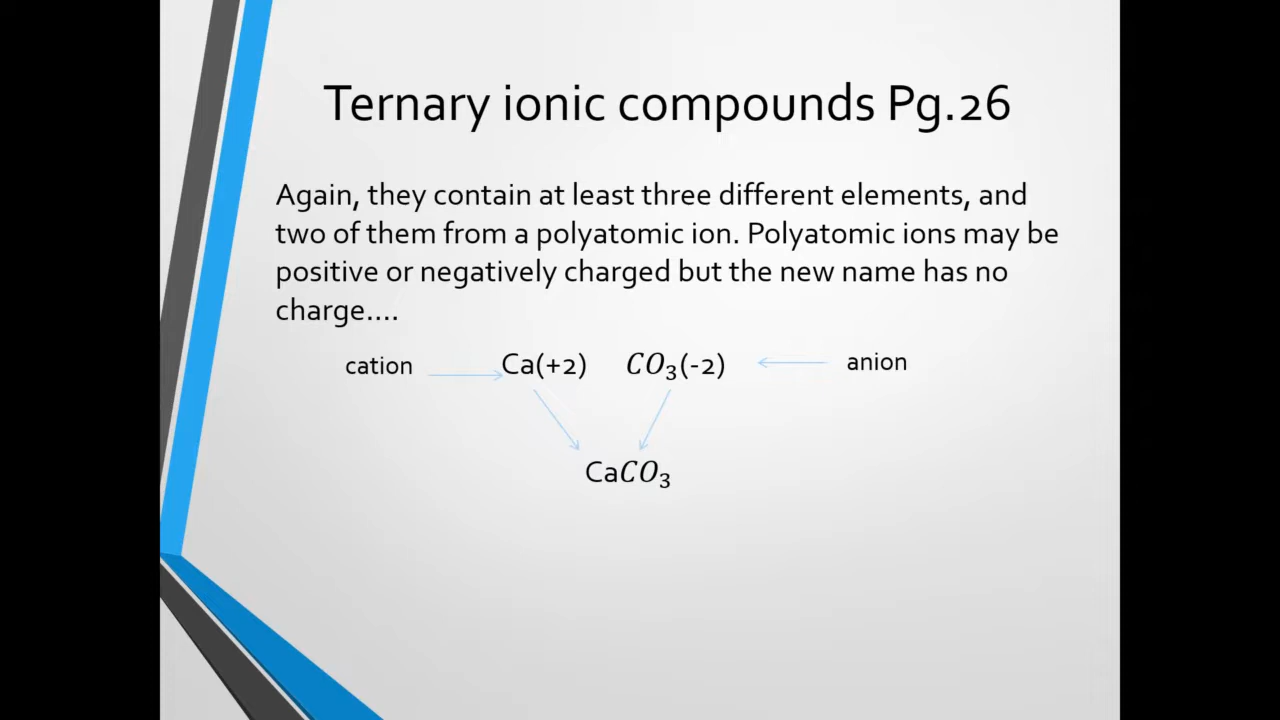 Ternary ionic compounds Pg.26
Again, they contain at least three different elements, and
two of them from a polyatomic ion. Polyatomic ions may be
positive or negatively charged but the new name has no
charge....
cation Ca(+2) 𝐶𝑂₃(-2) anion
Ca𝐶𝑂₃